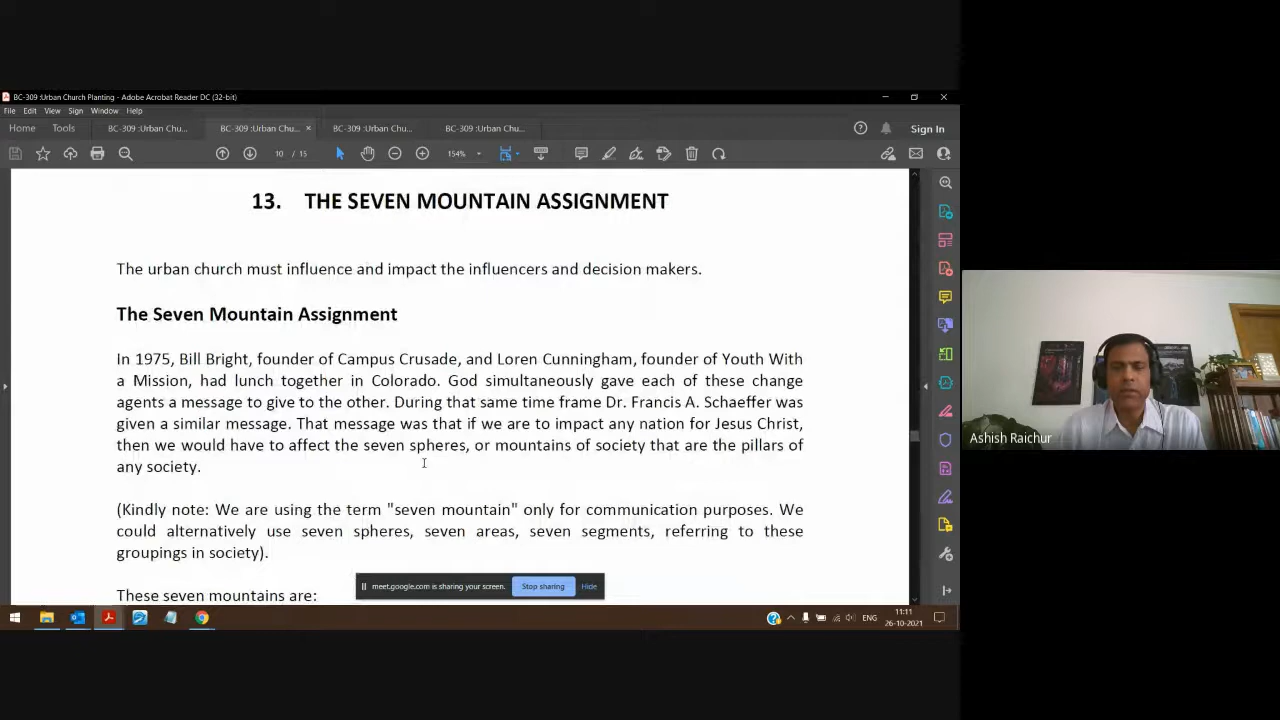 BC-309 :Urban Church Planting - Adobe Acrobat Reader DC (32-bit)
File Edit View Sign Window Help
Home Tools BC-309 :Urban Chu... BC-309 :Urban Chu... × BC-309 :Urban Chu... BC-309 :Urban Chu... Sign In
10 / 15 154%
13. THE SEVEN MOUNTAIN ASSIGNMENT
The urban church must influence and impact the influencers and decision makers.
The Seven Mountain Assignment
In 1975, Bill Bright, founder of Campus Crusade, and Loren Cunningham, founder of Youth With
a Mission, had lunch together in Colorado. God simultaneously gave each of these change
agents a message to give to the other. During that same time frame Dr. Francis A. Schaeffer was
given a similar message. That message was that if we are to impact any nation for Jesus Christ,
then we would have to affect the seven spheres, or mountains of society that are the pillars of
any society.
(Kindly note: We are using the term "seven mountain" only for communication purposes. We
could alternatively use seven spheres, seven areas, seven segments, referring to these
groupings in society).
These seven mountains are:
meet.google.com is sharing your screen. Stop sharing Hide
ENG
11:11
26-10-2021
Ashish Raichur